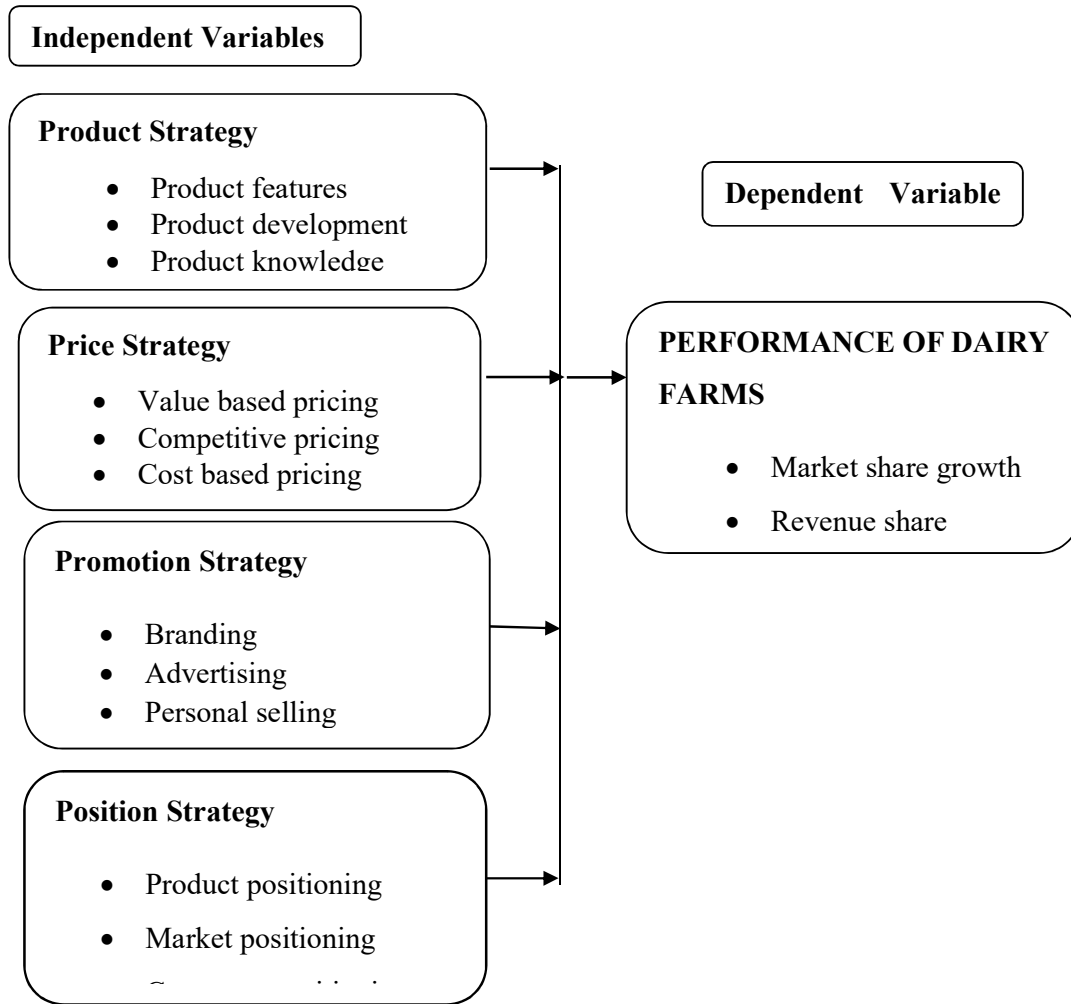 Independent Variables
Product Strategy
• Product features
• Product development
• Product knowledge
Price Strategy
• Value based pricing
• Competitive pricing
• Cost based pricing
Promotion Strategy
• Branding
• Advertising
• Personal selling
Position Strategy
• Product positioning
• Market positioning
Dependent Variable
PERFORMANCE OF DAIRY
FARMS
• Market share growth
• Revenue share